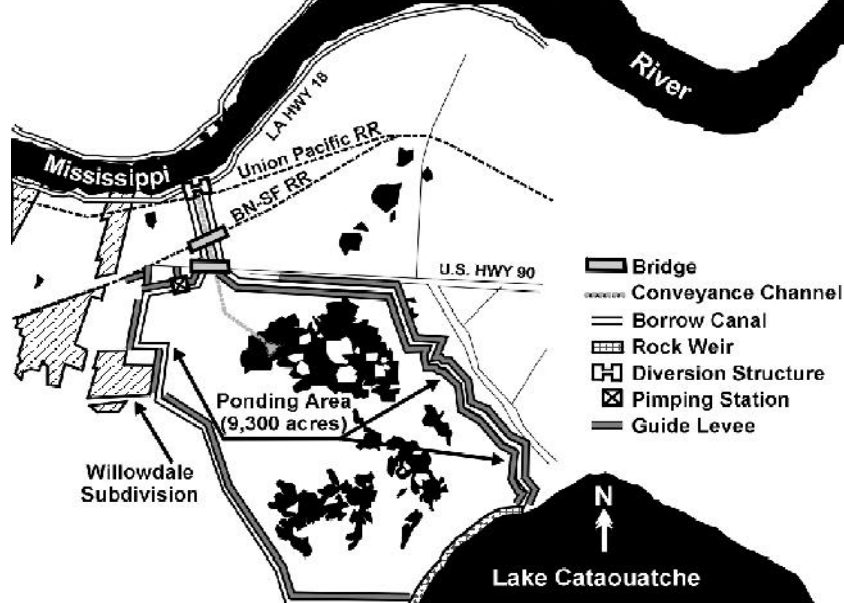 River
LA HWY 18
Mississippi
Union Pacific RR
BN-SF RR
U.S. HWY 90
Bridge
Conveyance Channel
Borrow Canal
Rock Weir
Diversion Structure
Pimping Station
Guide Levee
Ponding Area
(9,300 acres)
Willowdale
Subdivision
N
Lake Cataouatche